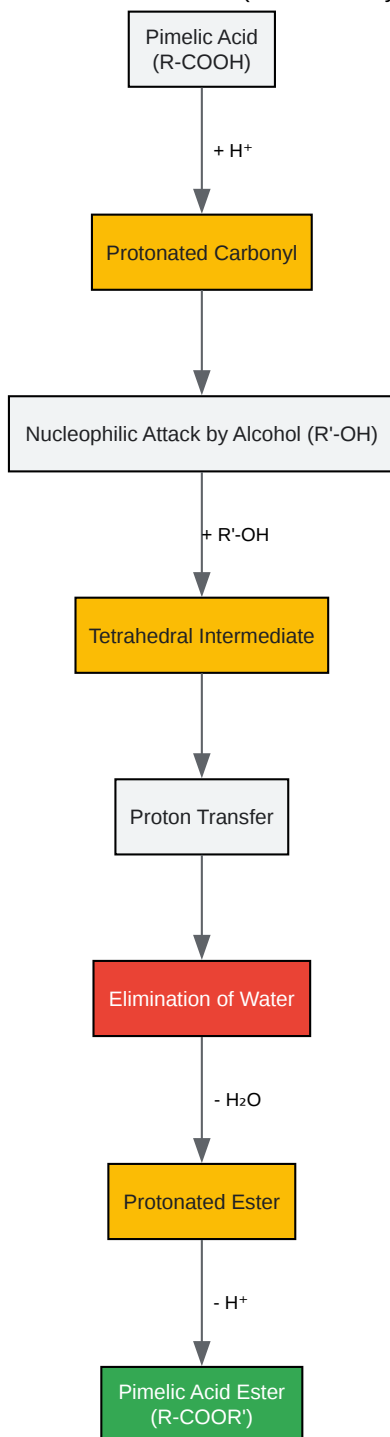 Pimelic Acid
(R-COOH)
+ H⁺
Protonated Carbonyl
Nucleophilic Attack by Alcohol (R'-OH)
+ R'-OH
Tetrahedral Intermediate
Proton Transfer
Elimination of Water
- H₂O
Protonated Ester
- H⁺
Pimelic Acid Ester
(R-COOR')